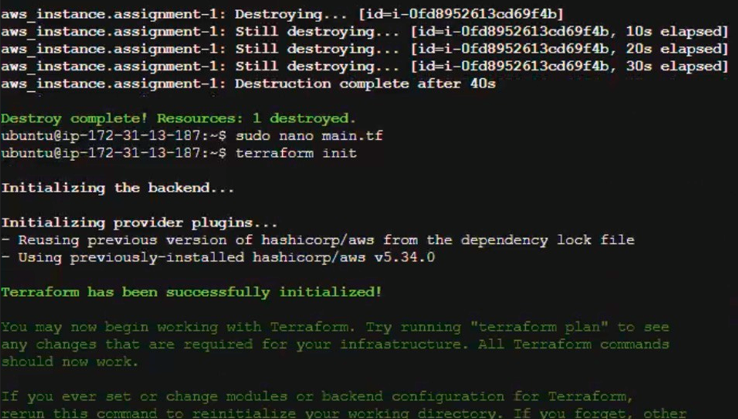 aws_instance.assignment-1: Destroying... [id=i-0fd8952613cd69f4b]
aws_instance.assignment-1: Still destroying... [id=i-0fd8952613cd69f4b, 10s elapsed]
aws_instance.assignment-1: Still destroying... [id=i-0fd8952613cd69f4b, 20s elapsed]
aws_instance.assignment-1: Still destroying... [id=i-0fd8952613cd69f4b, 30s elapsed]
aws_instance.assignment-1: Destruction complete after 40s
Destroy complete! Resources: 1 destroyed.
ubuntu@ip-172-31-13-187:~$ sudo nano main.tf
ubuntu@ip-172-31-13-187:~$ terraform init
Initializing the backend...
Initializing provider plugins...
- Reusing previous version of hashicorp/aws from the dependency lock file
- Using previously-installed hashicorp/aws v5.34.0
Terraform has been successfully initialized!
You may now begin working with Terraform. Try running "terraform plan" to see
any changes that are required for your infrastructure. All Terraform commands
should now work.
If you ever set or change modules or backend configuration for Terraform,
rerun this command to reinitialize your working directory. If you forget, other